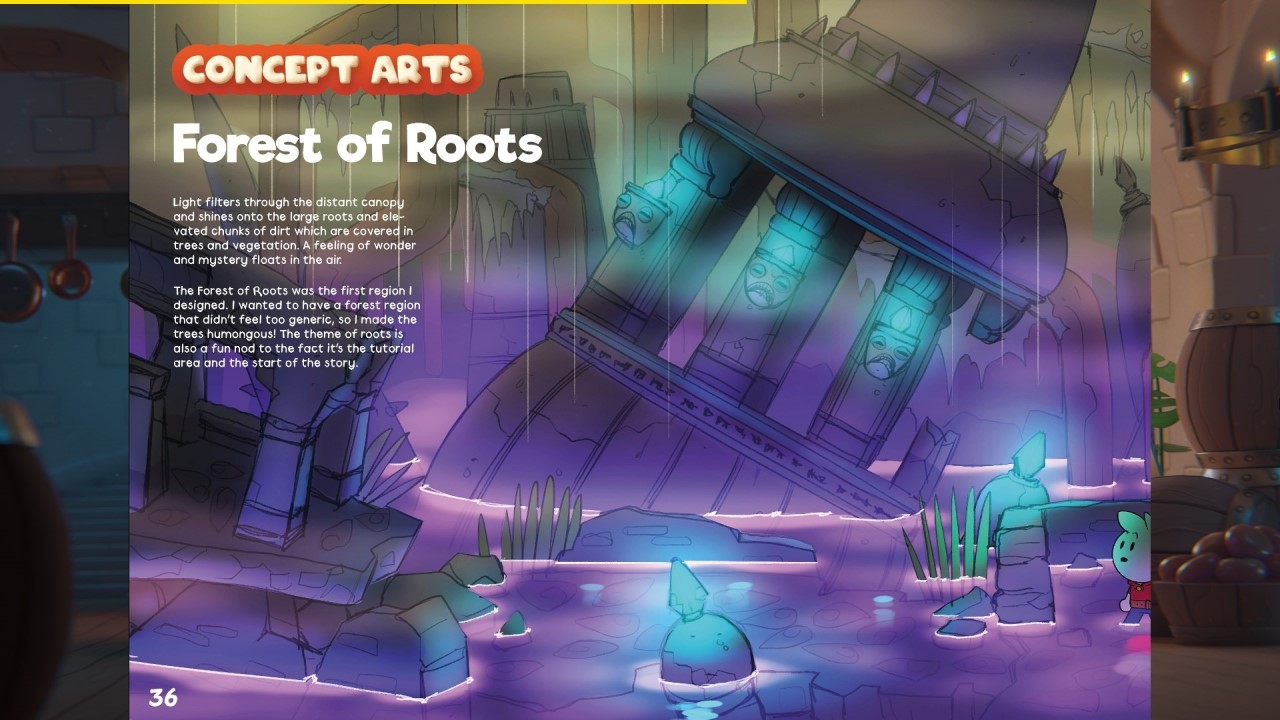 CONCEPT ARTS
Forest of Roots
Light filters through the distant canopy
and shines onto the large roots and ele-
vated chunks of dirt which are covered in
trees and vegetation. A feeling of wonder
and mystery floats in the air.
The Forest of Roots was the first region I
designed. I wanted to have a forest region
that didn't feel too generic, so I made the
trees humongous! The theme of roots is
also a fun nod to the fact it's the tutorial
area and the start of the story.
36